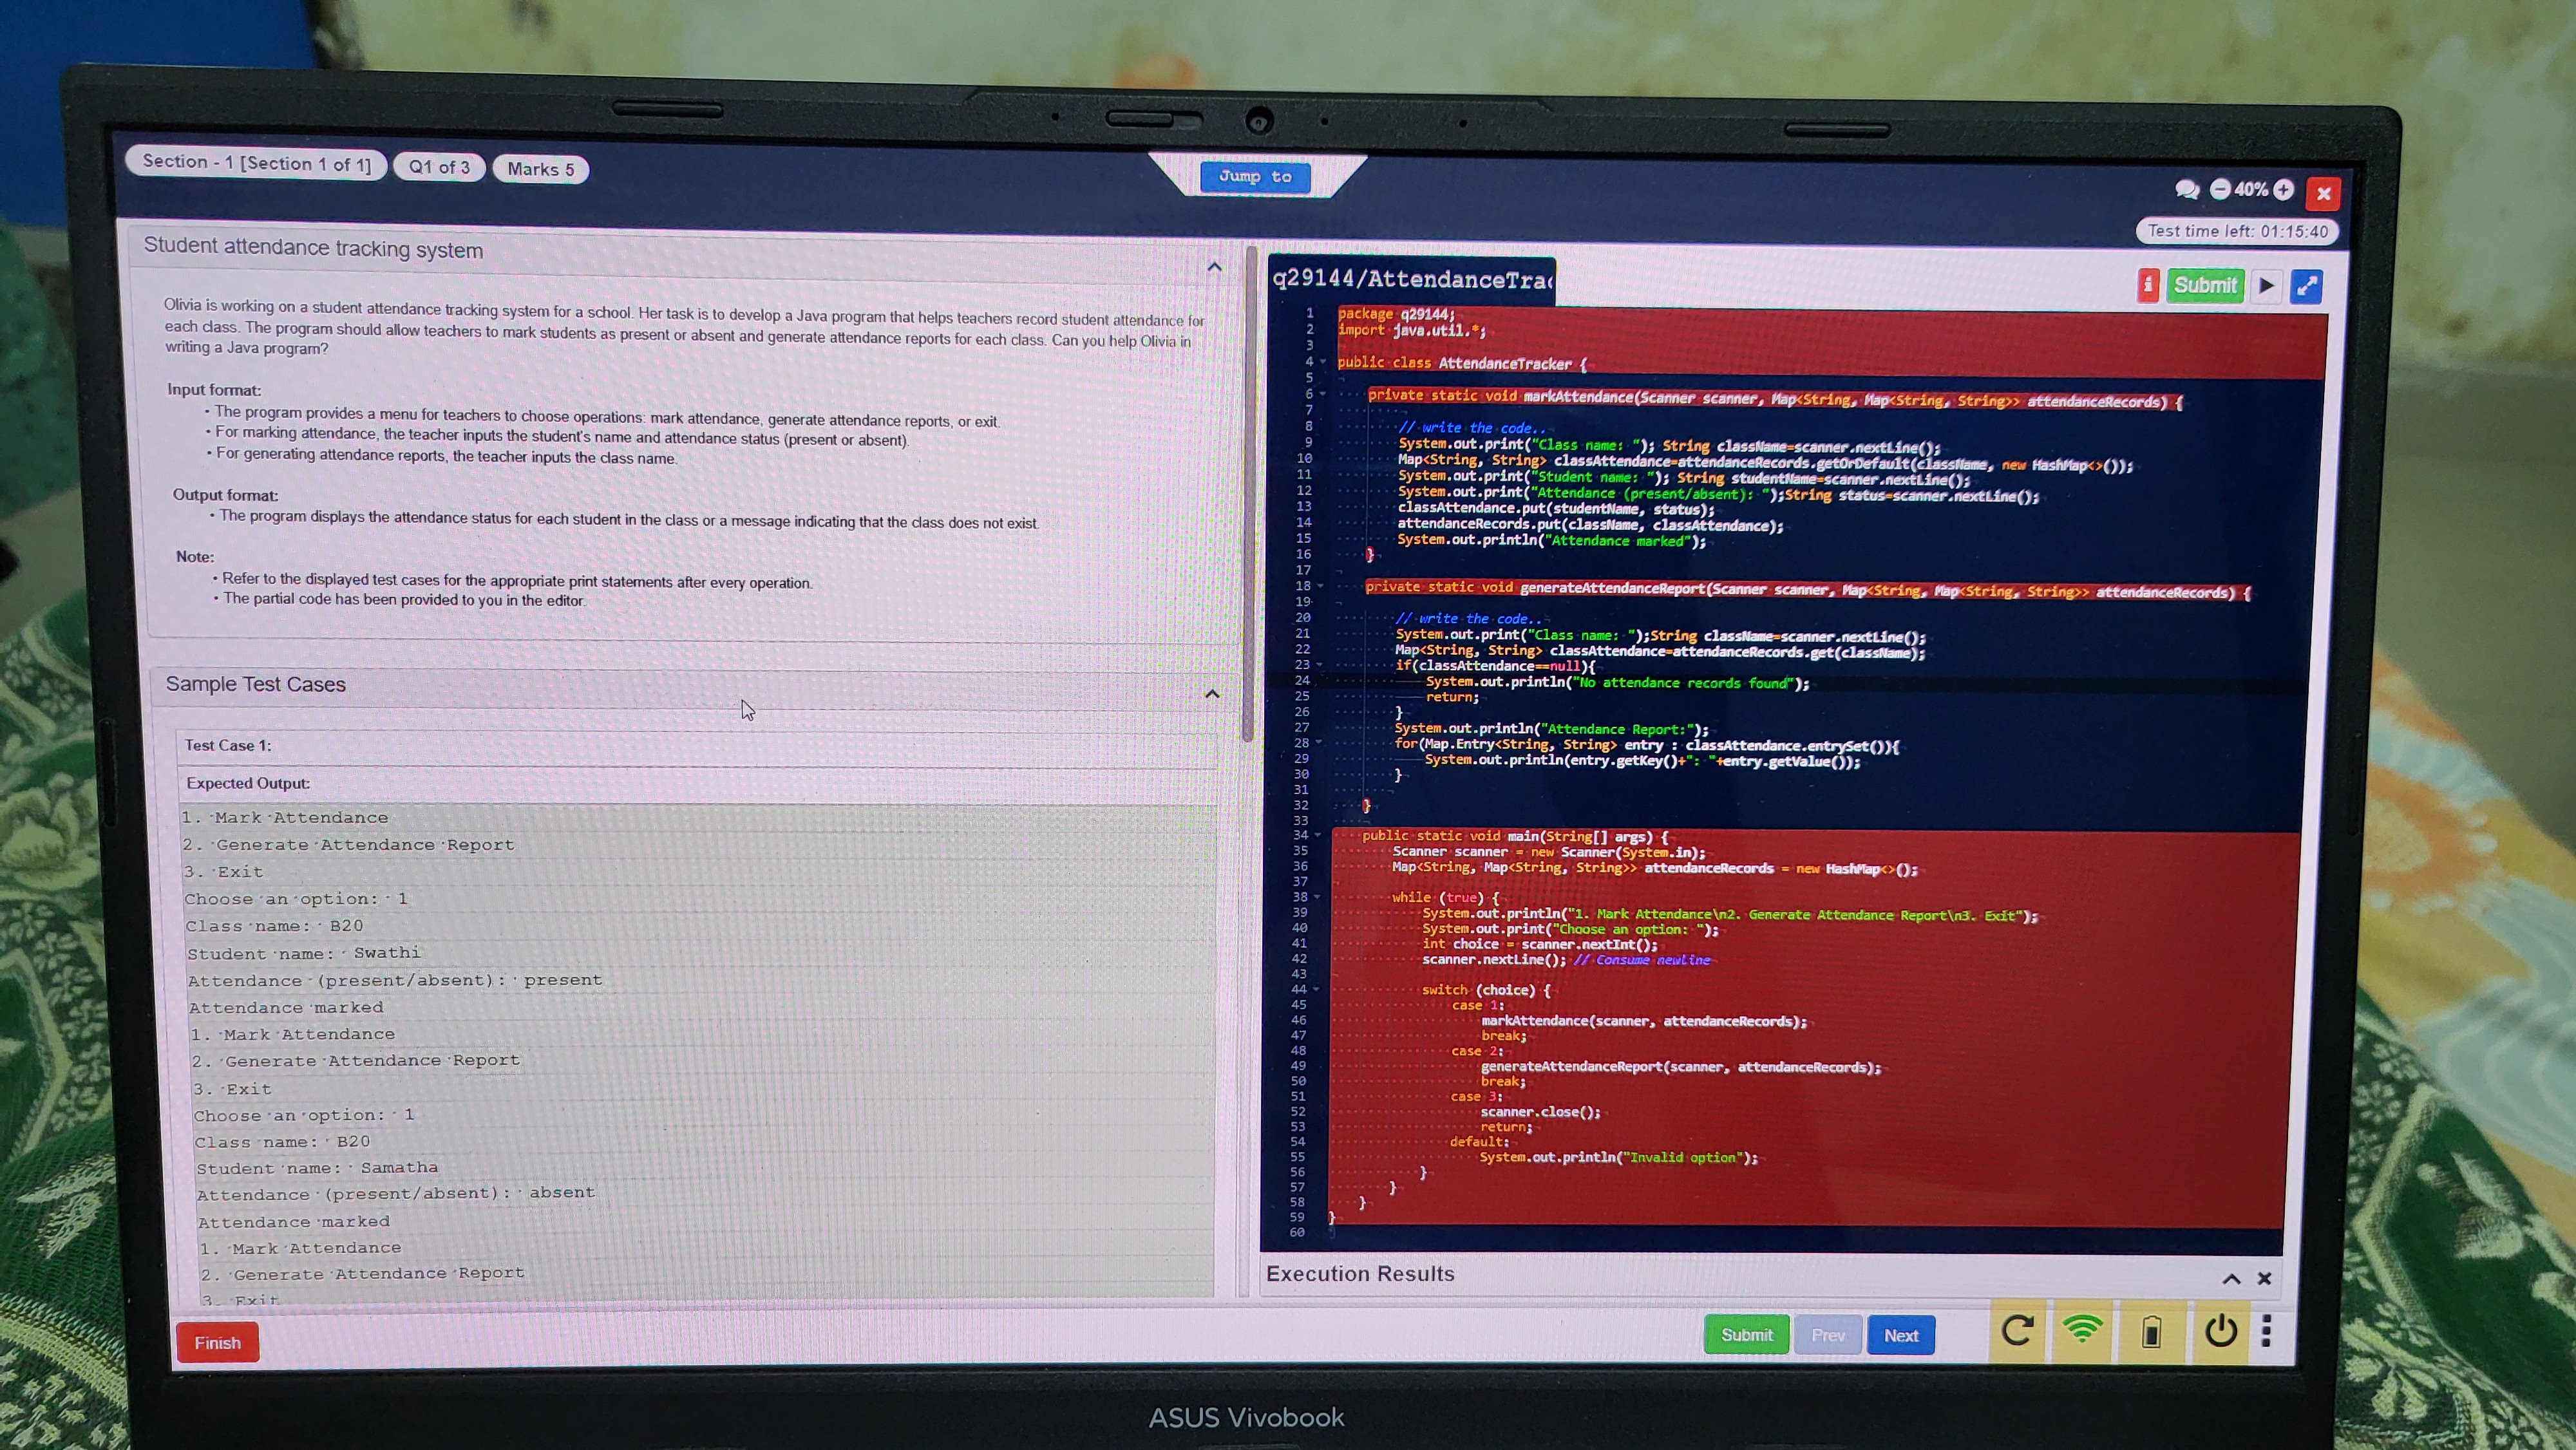 Section - 1 [Section 1 of 1]
Q1 of 3
Marks 5
Jump to
40%
Test time left: 01:15:40
Student attendance tracking system
Olivia is working on a student attendance tracking system for a school. Her task is to develop a Java program that helps teachers record student attendance for
each class. The program should allow teachers to mark students as present or absent and generate attendance reports for each class. Can you help Olivia in
writing a Java program?
Input format:
• The program provides a menu for teachers to choose operations: mark attendance, generate attendance reports, or exit.
• For marking attendance, the teacher inputs the student's name and attendance status (present or absent).
• For generating attendance reports, the teacher inputs the class name.
Output format:
• The program displays the attendance status for each student in the class or a message indicating that the class does not exist.
Note:
• Refer to the displayed test cases for the appropriate print statements after every operation.
• The partial code has been provided to you in the editor.
Sample Test Cases
Test Case 1:
Expected Output:
1. Mark Attendance
2. Generate Attendance Report
3. Exit
Choose an option: 1
Class name: B20
Student name: Swathi
Attendance (present/absent): present
Attendance marked
1. Mark Attendance
2. Generate Attendance Report
3. Exit
Choose an option: 1
Class name: B20
Student name: Samatha
Attendance (present/absent): absent
Attendance marked
1. Mark Attendance
2. Generate Attendance Report
3. Exit
Finish
q29144/AttendanceTra
Submit
1 package q29144;
2 import java.util.*;
3
4 public class AttendanceTracker {
5
6 private static void markAttendance(Scanner scanner, Map<String, Map<String, String>> attendanceRecords) {
7
8 // write the code..
9 System.out.print("Class name: "); String className=scanner.nextLine();
10 Map<String, String> classAttendance=attendanceRecords.getOrDefault(className, new HashMap<>());
11 System.out.print("Student name: "); String studentName=scanner.nextLine();
12 System.out.print("Attendance (present/absent): ");String status=scanner.nextLine();
13 classAttendance.put(studentName, status);
14 attendanceRecords.put(className, classAttendance);
15 System.out.println("Attendance marked");
16 }
17
18 private static void generateAttendanceReport(Scanner scanner, Map<String, Map<String, String>> attendanceRecords) {
19
20 // write the code..
21 System.out.print("Class name: ");String className=scanner.nextLine();
22 Map<String, String> classAttendance=attendanceRecords.get(className);
23 if(classAttendance==null){
24 System.out.println("No attendance records found");
25 return;
26 }
27 System.out.println("Attendance Report:");
28 for(Map.Entry<String, String> entry : classAttendance.entrySet()){
29 System.out.println(entry.getKey()+": "+entry.getValue());
30 }
31
32 }
33
34 public static void main(String[] args) {
35 Scanner scanner = new Scanner(System.in);
36 Map<String, Map<String, String>> attendanceRecords = new HashMap<>();
37
38 while (true) {
39 System.out.println("1. Mark Attendance\n2. Generate Attendance Report\n3. Exit");
40 System.out.print("Choose an option: ");
41 int choice = scanner.nextInt();
42 scanner.nextLine(); // Consume newline
43
44 switch (choice) {
45 case 1:
46 markAttendance(scanner, attendanceRecords);
47 break;
48 case 2:
49 generateAttendanceReport(scanner, attendanceRecords);
50 break;
51 case 3:
52 scanner.close();
53 return;
54 default:
55 System.out.println("Invalid option");
56 }
57 }
58 }
59 }
60
Execution Results
Submit
Prev
Next
ASUS Vivobook